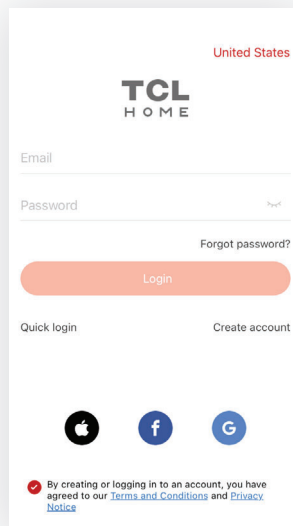 United States
TCL
HOME
Email
Password
Forgot password?
Login
Quick login
Create account
f
G
By creating or logging in to an account, you have
agreed to our Terms and Conditions and Privacy
Notice